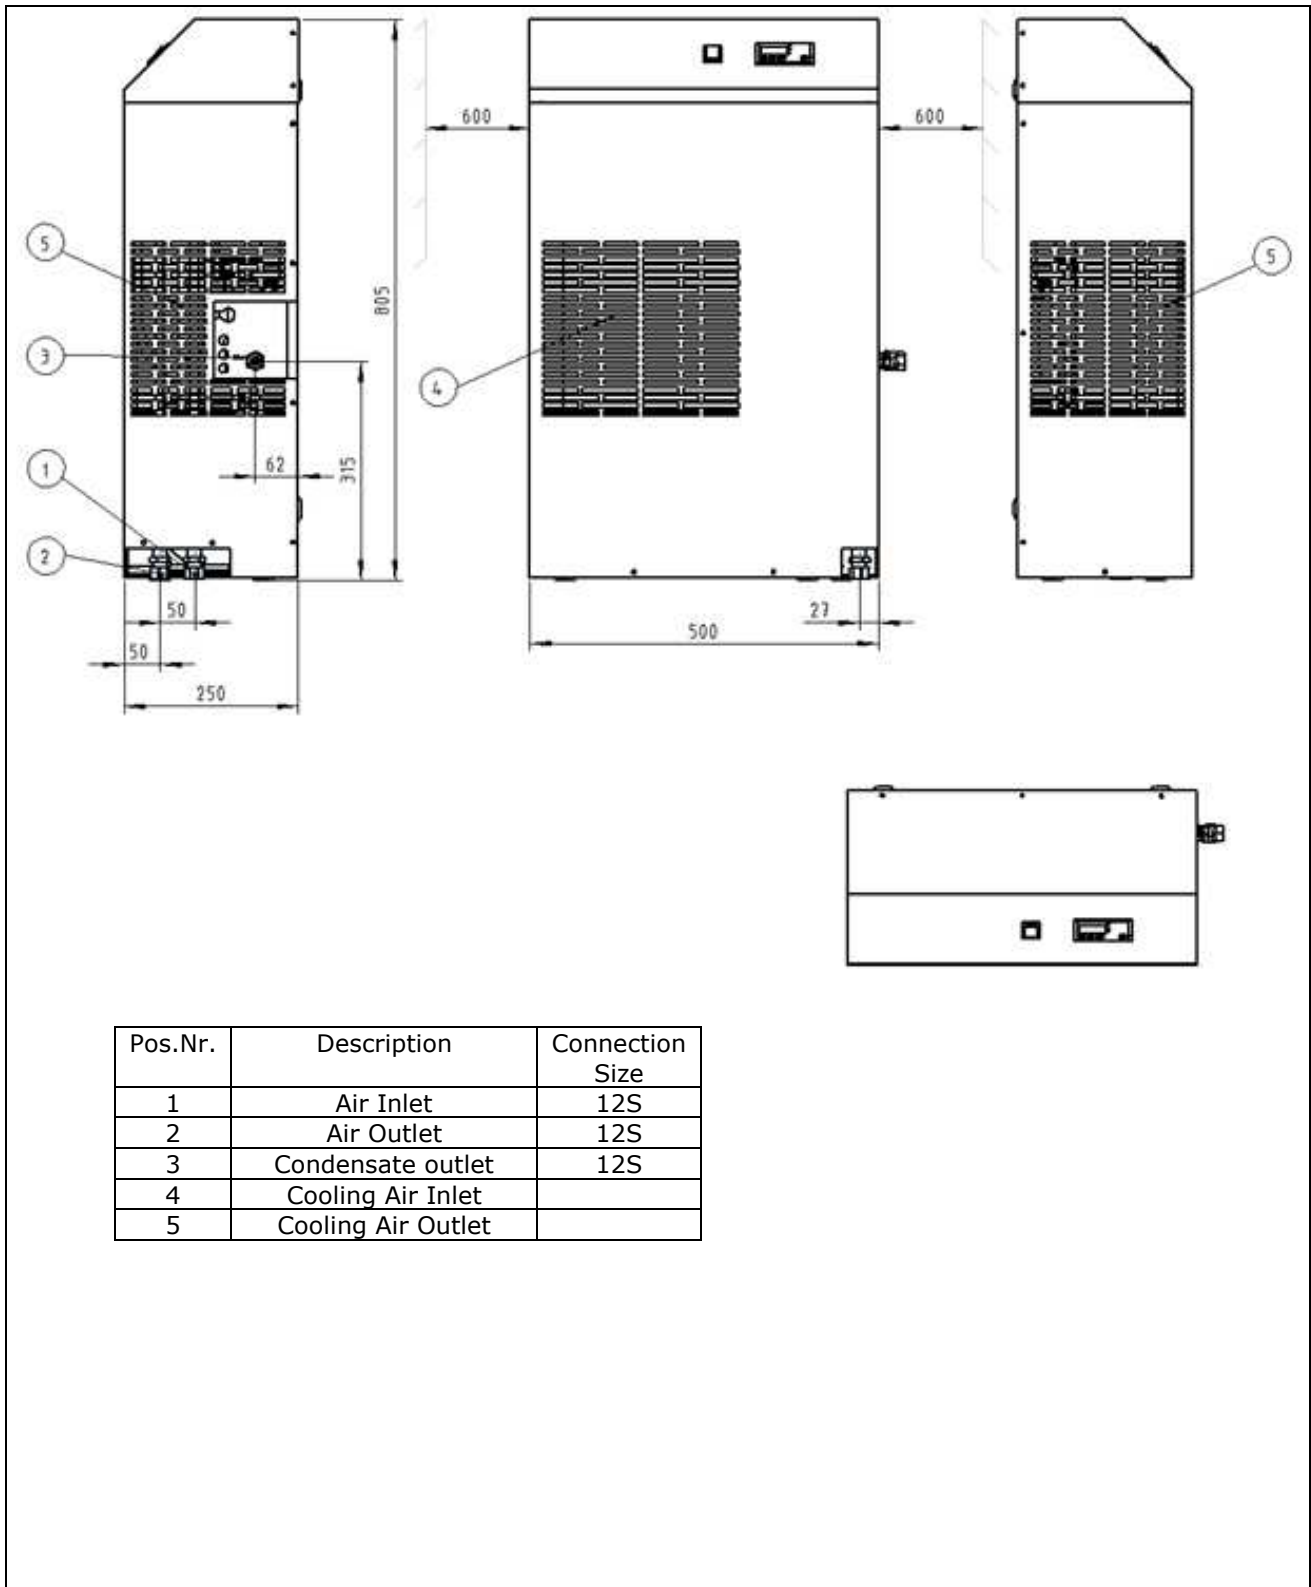 600
600
5
5
805
3
4
1
62
315
2
50
27
500
50
250
Pos.Nr. Description Connection
Size
1 Air Inlet 12S
2 Air Outlet 12S
3 Condensate outlet 12S
4 Cooling Air Inlet
5 Cooling Air Outlet